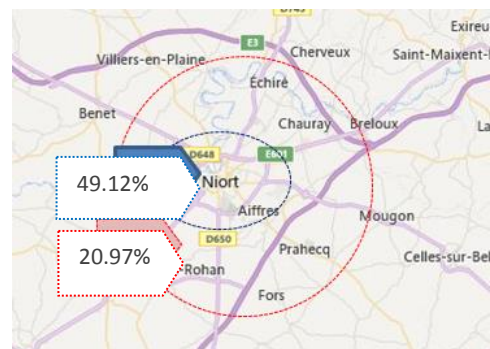 D743
Exireu
E3
Cherveux
Villiers-en-Plaine
Saint-Maixent-l
Échiré
Benet
Chauray
Breloux
La
D648
E601
49.12%
Niort
Aiffres
Mougon
D650
20.97%
Prahecq
Celles-sur-Bel
Rohan
Fors